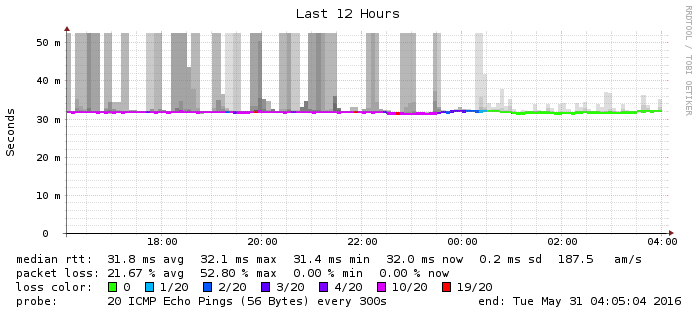 Last 12 Hours
RRDTOOL / TOBI OETIKER
Seconds
50 m
40 m
30 m
20 m
10 m
0
18:00 20:00 22:00 00:00 02:00 04:00
median rtt: 31.8 ms avg 32.1 ms max 31.4 ms min 32.0 ms now 0.2 ms sd 187.5 am/s
packet loss: 21.67 % avg 52.80 % max 0.00 % min 0.00 % now
loss color: 0 1/20 2/20 3/20 4/20 10/20 19/20
probe: 20 ICMP Echo Pings (56 Bytes) every 300s end: Tue May 31 04:05:04 2016